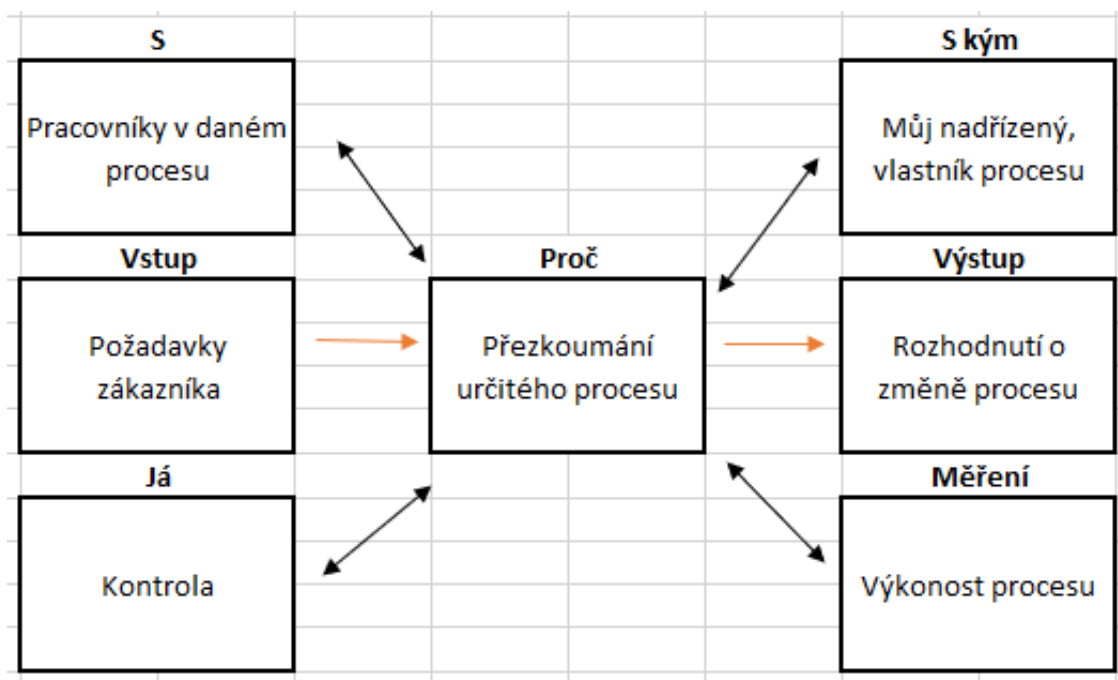 S
S kým
Pracovníky v daném
procesu
Můj nadřízený,
vlastník procesu
Vstup
Proč
Výstup
Požadavky
zákazníka
Přezkoumání
určitého procesu
Rozhodnutí o
změně procesu
Já
Měření
Kontrola
Výkonost procesu